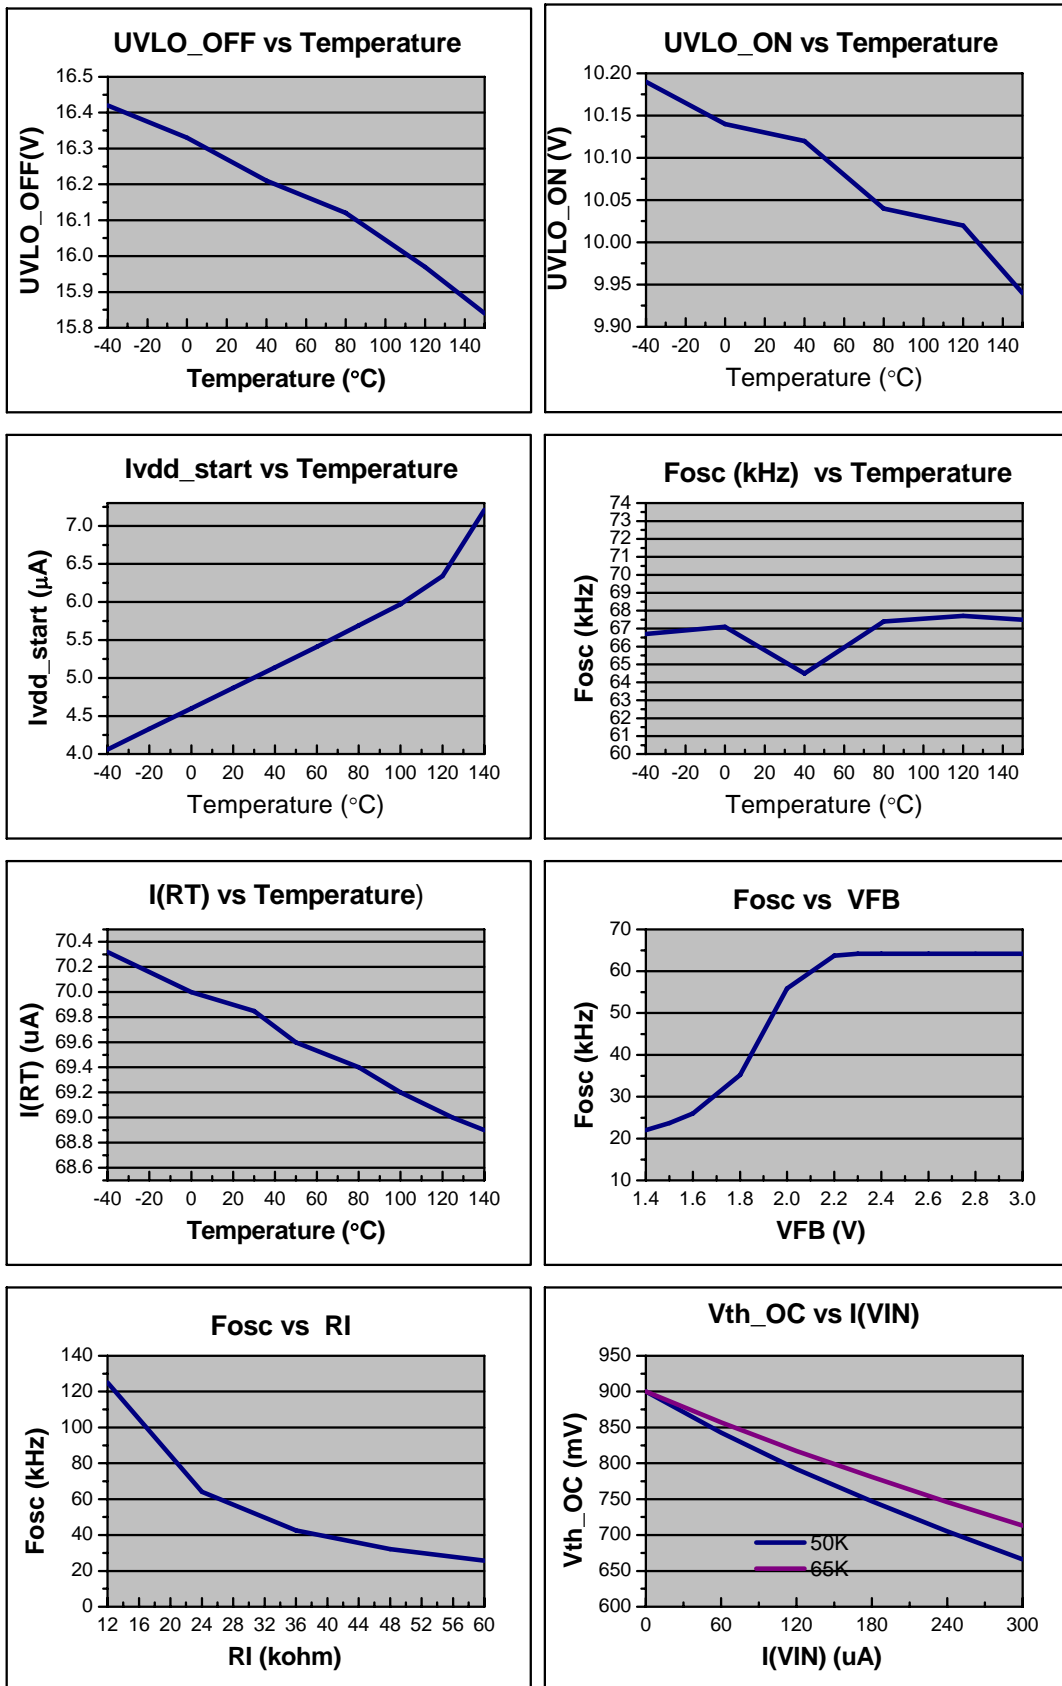 UVLO_OFF vs Temperature
16.5
16.4
16.3
16.2
16.1
16.0
15.9
15.8
UVLO_OFF(V)
-40 -20 0 20 40 60 80 100 120 140
Temperature (°C)
UVLO_ON vs Temperature
10.20
10.15
10.10
10.05
10.00
9.95
9.90
UVLO_ON (V)
-40 -20 0 20 40 60 80 100 120 140
Temperature (°C)
Ivdd_start vs Temperature
7.0
6.5
6.0
5.5
5.0
4.5
4.0
Ivdd_start (μA)
-40 -20 0 20 40 60 80 100 120 140
Temperature (°C)
Fosc (kHz) vs Temperature
74
73
72
71
70
69
68
67
66
65
64
63
62
61
60
Fosc (kHz)
-40 -20 0 20 40 60 80 100 120 140
Temperature (°C)
I(RT) vs Temperature)
70.4
70.2
70.0
69.8
69.6
69.4
69.2
69.0
68.8
68.6
I(RT) (uA)
-40 -20 0 20 40 60 80 100 120 140
Temperature (°C)
Fosc vs VFB
70
60
50
40
30
20
10
Fosc (kHz)
1.4 1.6 1.8 2.0 2.2 2.4 2.6 2.8 3.0
VFB (V)
Fosc vs RI
140
120
100
80
60
40
20
0
Fosc (kHz)
12 16 20 24 28 32 36 40 44 48 52 56 60
RI (kohm)
Vth_OC vs I(VIN)
950
900
850
800
750
700
650
600
Vth_OC (mV)
50K
65K
0 60 120 180 240 300
I(VIN) (uA)